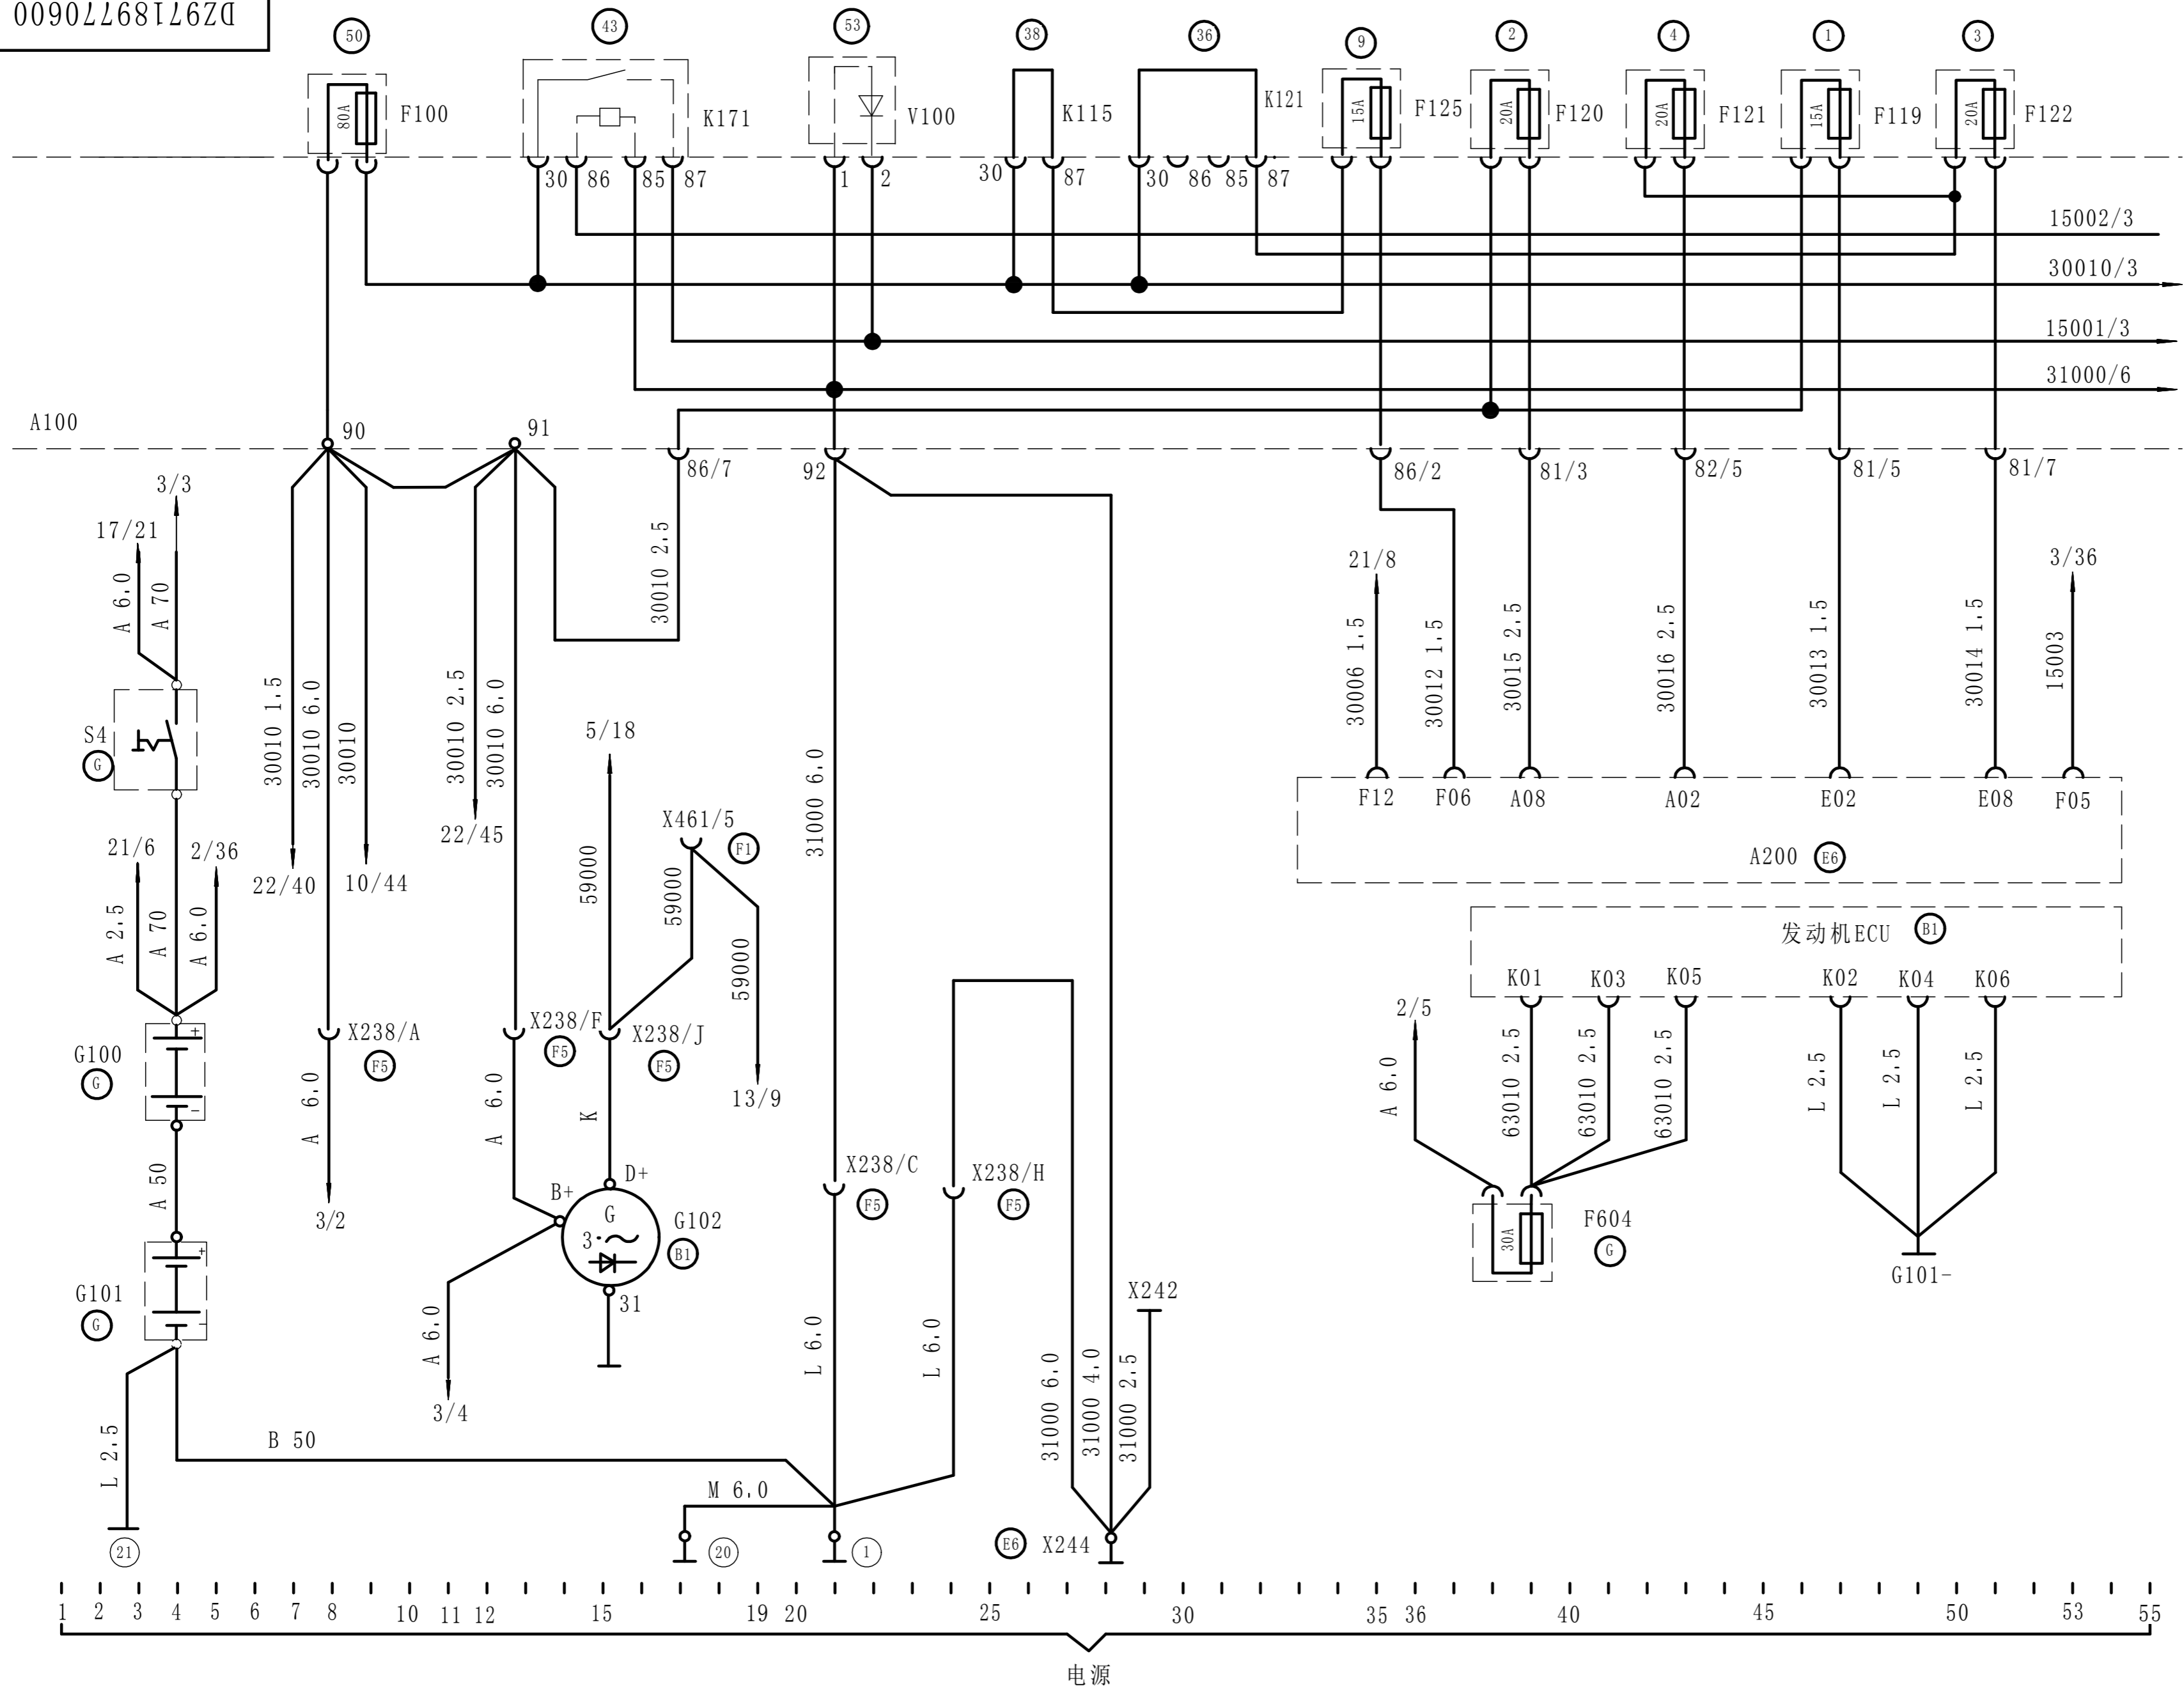 DZ97189770600
50 43 53 38 36 9 2 4 1 3
80A F100 K171 V100 K115 K121 15A F125 20A F120 20A F121 15A F119 20A F122
30 86 85 87 1 2 30 87 30 86 85 87
15002/3
30010/3
15001/3
31000/6
A100
90 91 86/7 92 86/2 81/3 82/5 81/5 81/7
3/3
17/21
A 6.0
A 70
S4
G
21/6 2/36
A 2.5
A 70
A 6.0
G100
G
+
-
A 50
G101
G
+
-
L 2.5
21
B 50
30010 1.5
30010 6.0
30010
22/40 10/44
X238/A
F5
A 6.0
3/2
30010 2.5
30010 6.0
22/45
X238/F
F5
A 6.0
30010 2.5
5/18
59000
X461/5
F1
59000
59000
13/9
X238/J
F5
K
D+
B+
G
3
G102
B1
31
A 6.0
3/4
31000 6.0
X238/C
F5
L 6.0
X238/H
F5
L 6.0
M 6.0
20
1
31000 6.0
31000 4.0
31000 2.5
X242
E6 X244
21/8
30006 1.5
30012 1.5
30015 2.5
30016 2.5
30013 1.5
30014 1.5
3/36
15003
F12 F06 A08 A02 E02 E08 F05
A200 E6
发动机ECU B1
K01 K03 K05 K02 K04 K06
2/5
A 6.0
63010 2.5
63010 2.5
63010 2.5
30A
F604
G
L 2.5
L 2.5
L 2.5
G101-
1 2 3 4 5 6 7 8 10 11 12 15 19 20 25 30 35 36 40 45 50 53 55
电源